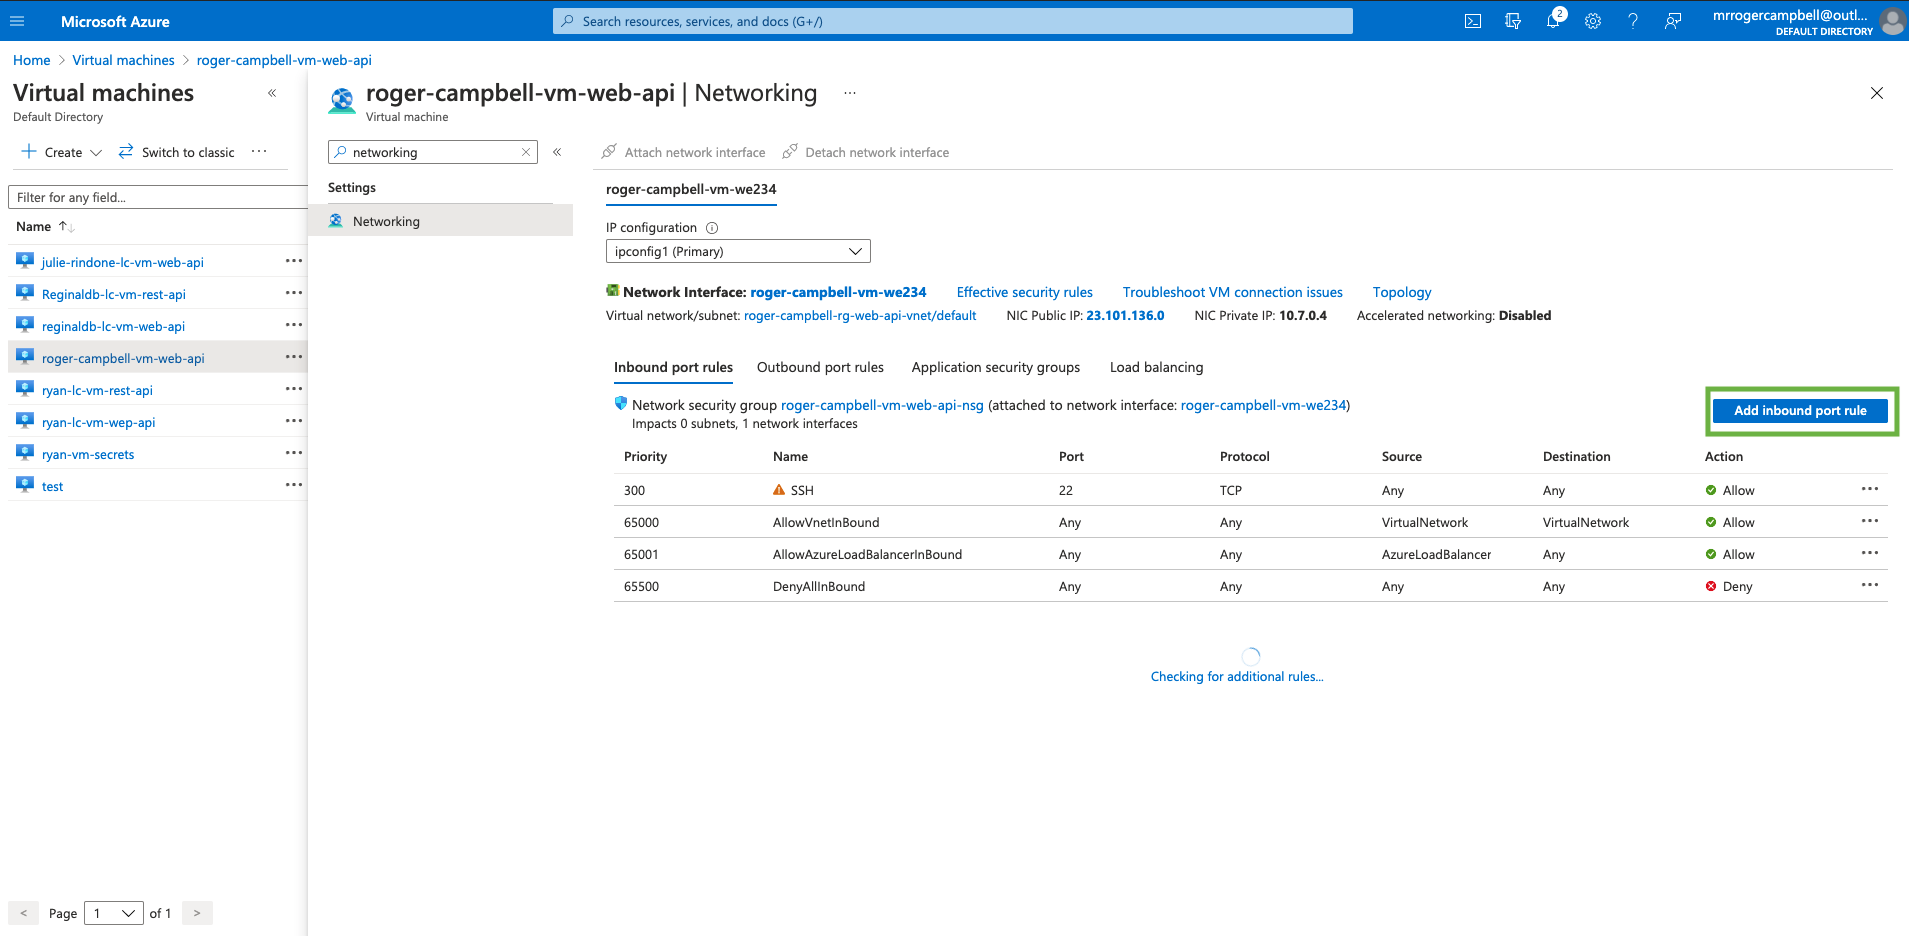 Microsoft Azure
Search resources, services, and docs (G+/)
2
mrrogercampbell@outl...
DEFAULT DIRECTORY
Home > Virtual machines > roger-campbell-vm-web-api
Virtual machines
«
Default Directory
roger-campbell-vm-web-api | Networking ...
Virtual machine
Create
Switch to classic
...
Filter for any field...
Name
julie-rindone-lc-vm-web-api
Reginaldb-lc-vm-rest-api
reginaldb-lc-vm-web-api
roger-campbell-vm-web-api
ryan-lc-vm-rest-api
ryan-lc-vm-wep-api
ryan-vm-secrets
test
< Page 1 of 1 >
networking
«
Settings
Networking
Attach network interface
Detach network interface
roger-campbell-vm-we234
IP configuration
ipconfig1 (Primary)
Network Interface: roger-campbell-vm-we234 Effective security rules Troubleshoot VM connection issues Topology
Virtual network/subnet: roger-campbell-rg-web-api-vnet/default NIC Public IP: 23.101.136.0 NIC Private IP: 10.7.0.4 Accelerated networking: Disabled
Inbound port rules Outbound port rules Application security groups Load balancing
Network security group roger-campbell-vm-web-api-nsg (attached to network interface: roger-campbell-vm-we234)
Impacts 0 subnets, 1 network interfaces
Add inbound port rule
Priority Name Port Protocol Source Destination Action
300 SSH 22 TCP Any Any Allow
65000 AllowVnetInBound Any Any VirtualNetwork VirtualNetwork Allow
65001 AllowAzureLoadBalancerInBound Any Any AzureLoadBalancer Any Allow
65500 DenyAllInBound Any Any Any Any Deny
Checking for additional rules...